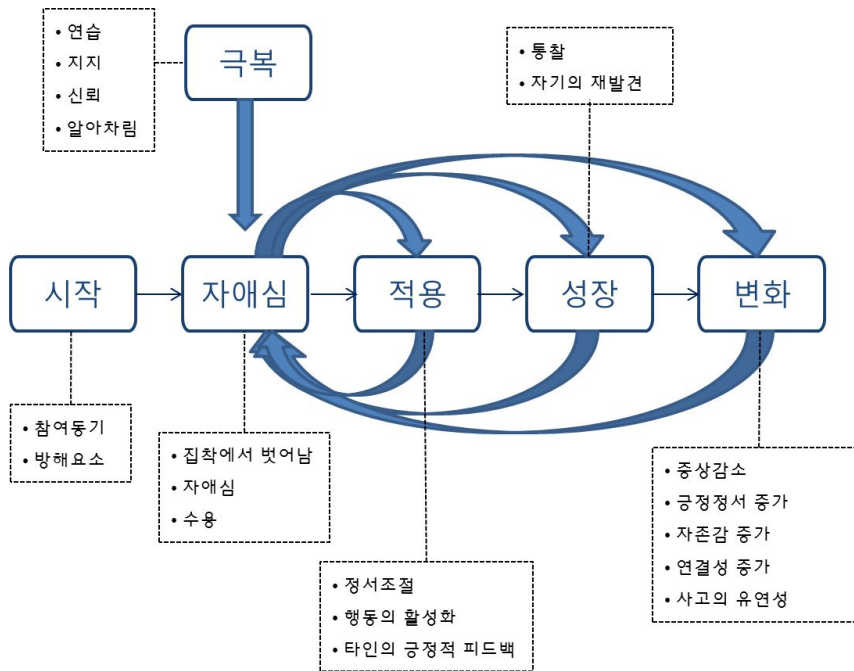 • 연습
• 지지
• 신뢰
• 알아차림
극복
• 통찰
• 자기의 재발견
시작
자애심
적용
성장
변화
• 참여동기
• 방해요소
• 집착에서 벗어남
• 자애심
• 수용
• 정서조절
• 행동의 활성화
• 타인의 긍정적 피드백
• 증상감소
• 긍정정서 증가
• 자존감 증가
• 연결성 증가
• 사고의 유연성